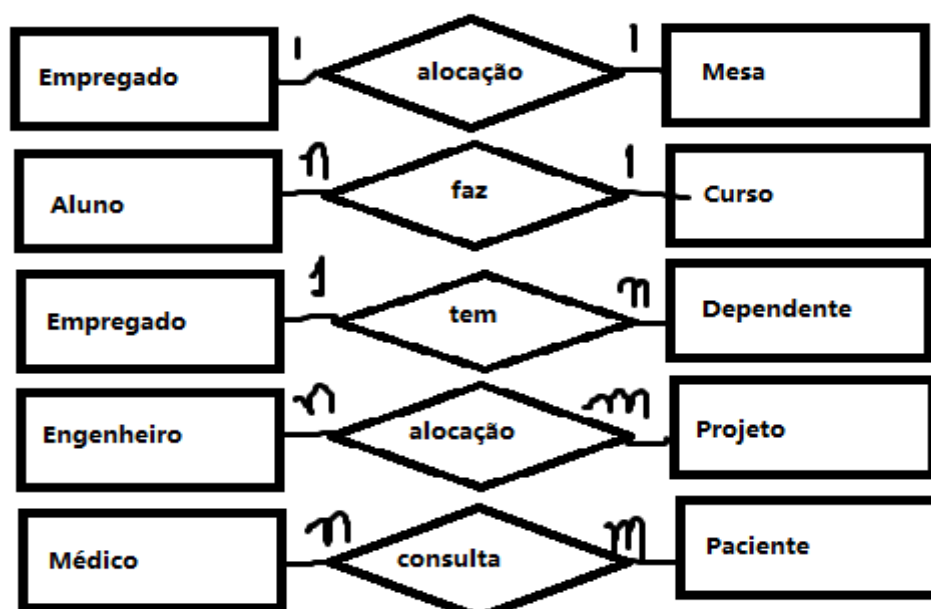 Empregado 1 alocação 1 Mesa
Aluno n faz 1 Curso
Empregado 1 tem n Dependente
Engenheiro n alocação m Projeto
Médico n consulta m Paciente